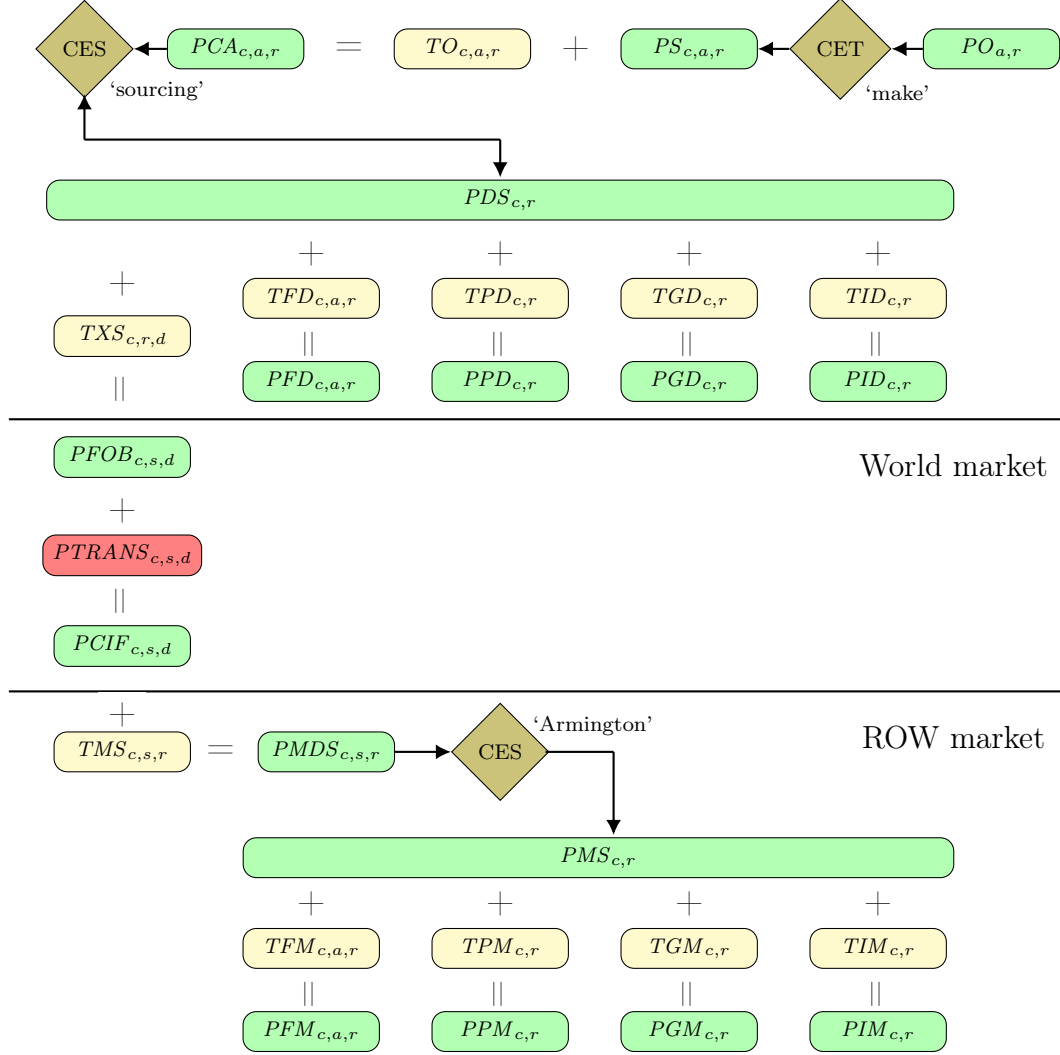 CES PCA_{c,a,r} = TO_{c,a,r} + PS_{c,a,r} CET PO_{a,r}
‘sourcing’ ‘make’
PDS_{c,r}
+ + + + +
TXS_{c,r,d} TFD_{c,a,r} TPD_{c,r} TGD_{c,r} TID_{c,r}
= = = = =
PFD_{c,a,r} PPD_{c,r} PGD_{c,r} PID_{c,r}
PFOB_{c,s,d} World market
+
PTRANS_{c,s,d}
=
PCIF_{c,s,d}
+
TMS_{c,s,r} = PMDS_{c,s,r} CES ‘Armington’ ROW market
PMS_{c,r}
+ + + +
TFM_{c,a,r} TPM_{c,r} TGM_{c,r} TIM_{c,r}
= = = =
PFM_{c,a,r} PPM_{c,r} PGM_{c,r} PIM_{c,r}